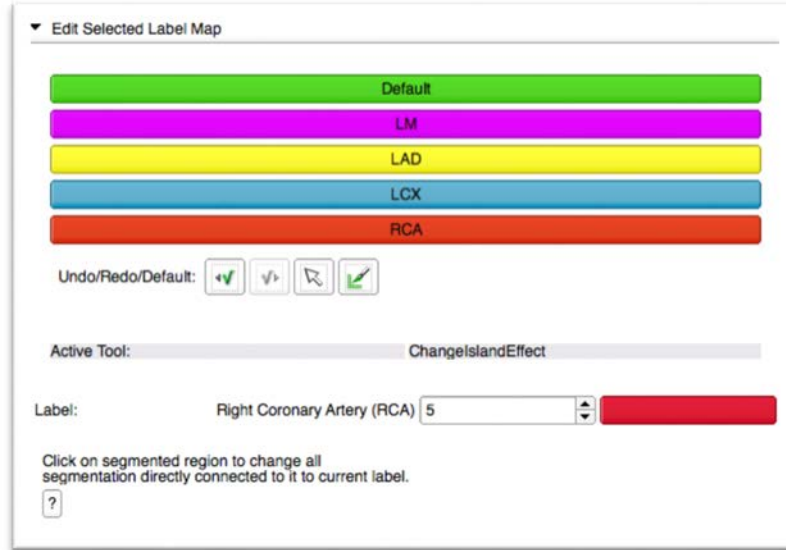 Edit Selected Label Map
Default
LM
LAD
LCX
RCA
Undo/Redo/Default:
Active Tool: ChangeIslandEffect
Label: Right Coronary Artery (RCA) 5
Click on segmented region to change all
segmentation directly connected to it to current label.
?